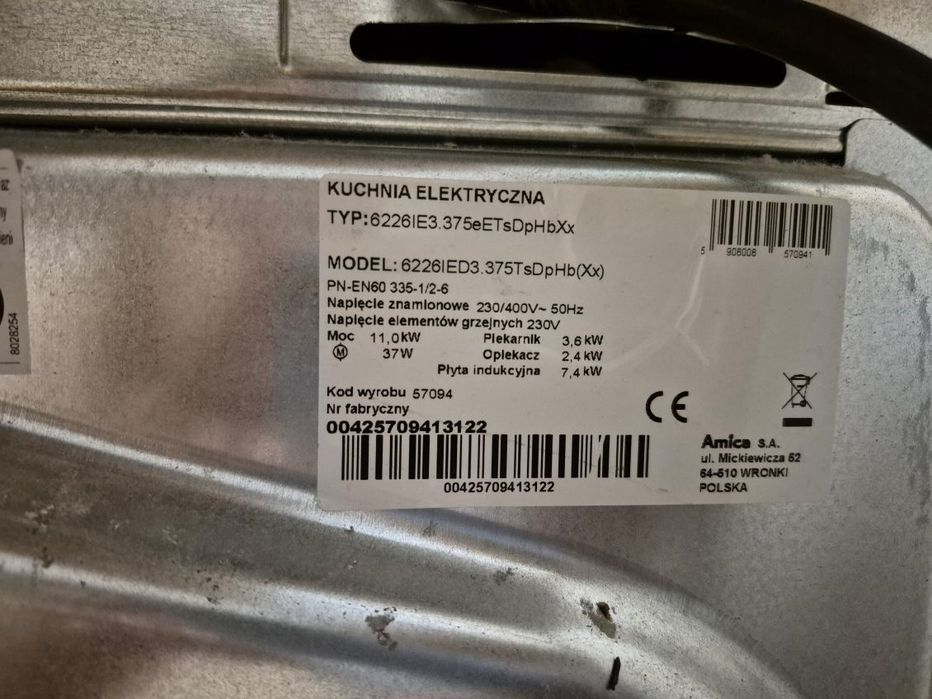 KUCHNIA ELEKTRYCZNA
TYP:6226IE3.375eETsDpHbXx
5 906006 570941
MODEL: 6226IED3.375TsDpHb(Xx)
PN-EN60 335-1/2-6
Napięcie znamionowe 230/400V~ 50Hz
Napięcie elementów grzejnych 230V
Moc 11,0kW Piekarnik 3,6 kW
M 37W Opiekacz 2,4 kW
Płyta indukcyjna 7,4 kW
Kod wyrobu 57094
Nr fabryczny
00425709413122
00425709413122
CE
Amica S.A.
ul. Mickiewicza 52
64-510 WRONKI
POLSKA
8028254